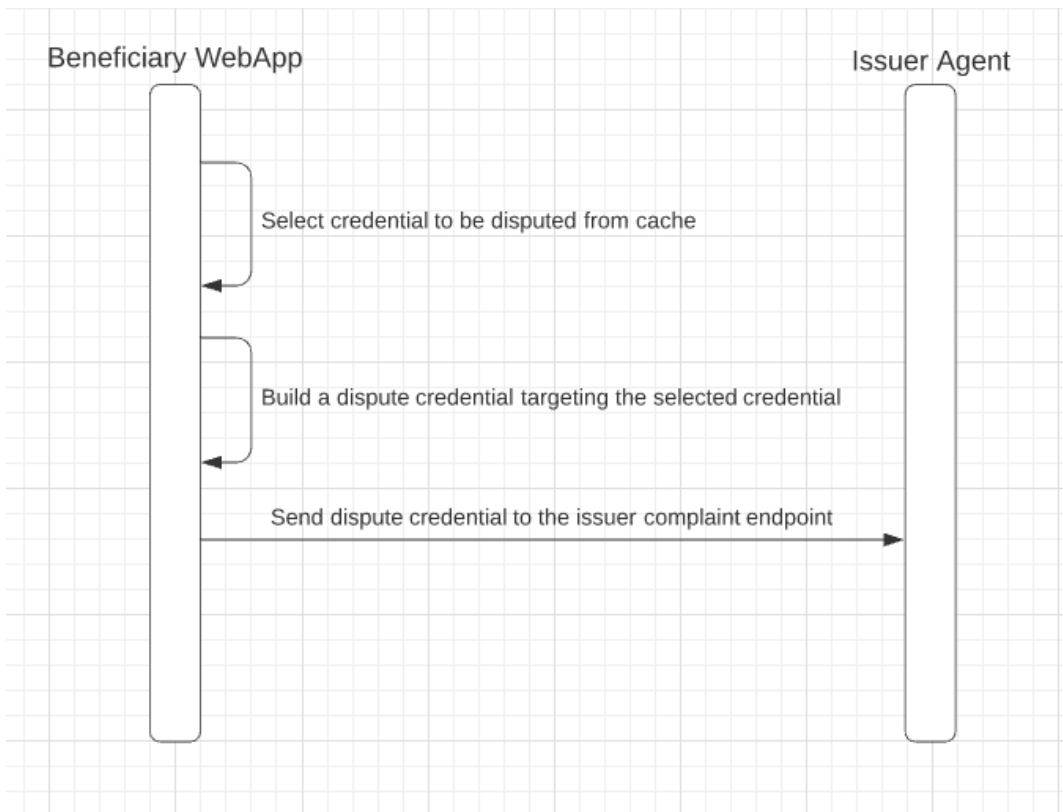 Beneficiary WebApp
Issuer Agent
Select credential to be disputed from cache
Build a dispute credential targeting the selected credential
Send dispute credential to the issuer complaint endpoint